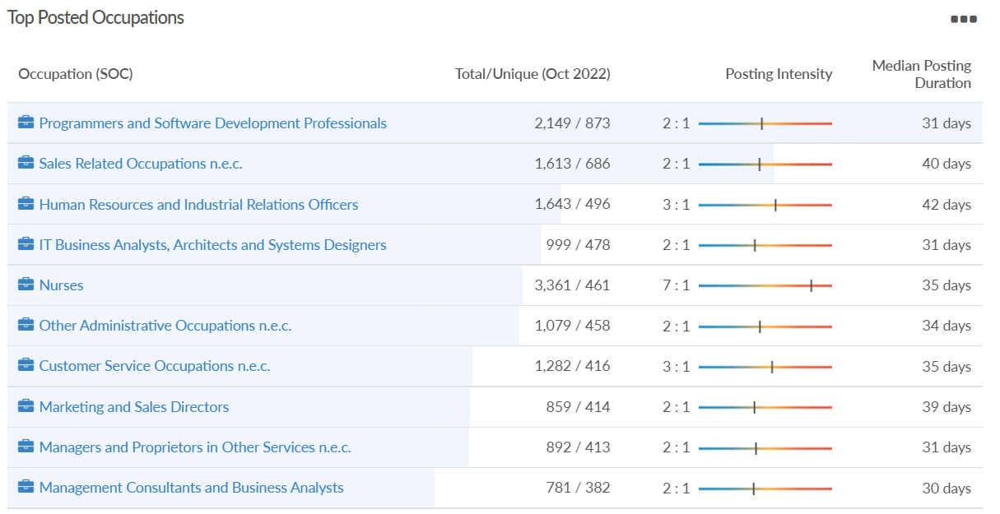 Top Posted Occupations
Occupation (SOC) Total/Unique (Oct 2022) Posting Intensity Median Posting Duration
Programmers and Software Development Professionals 2,149 / 873 2 : 1 31 days
Sales Related Occupations n.e.c. 1,613 / 686 2 : 1 40 days
Human Resources and Industrial Relations Officers 1,643 / 496 3 : 1 42 days
IT Business Analysts, Architects and Systems Designers 999 / 478 2 : 1 31 days
Nurses 3,361 / 461 7 : 1 35 days
Other Administrative Occupations n.e.c. 1,079 / 458 2 : 1 34 days
Customer Service Occupations n.e.c. 1,282 / 416 3 : 1 35 days
Marketing and Sales Directors 859 / 414 2 : 1 39 days
Managers and Proprietors in Other Services n.e.c. 892 / 413 2 : 1 31 days
Management Consultants and Business Analysts 781 / 382 2 : 1 30 days